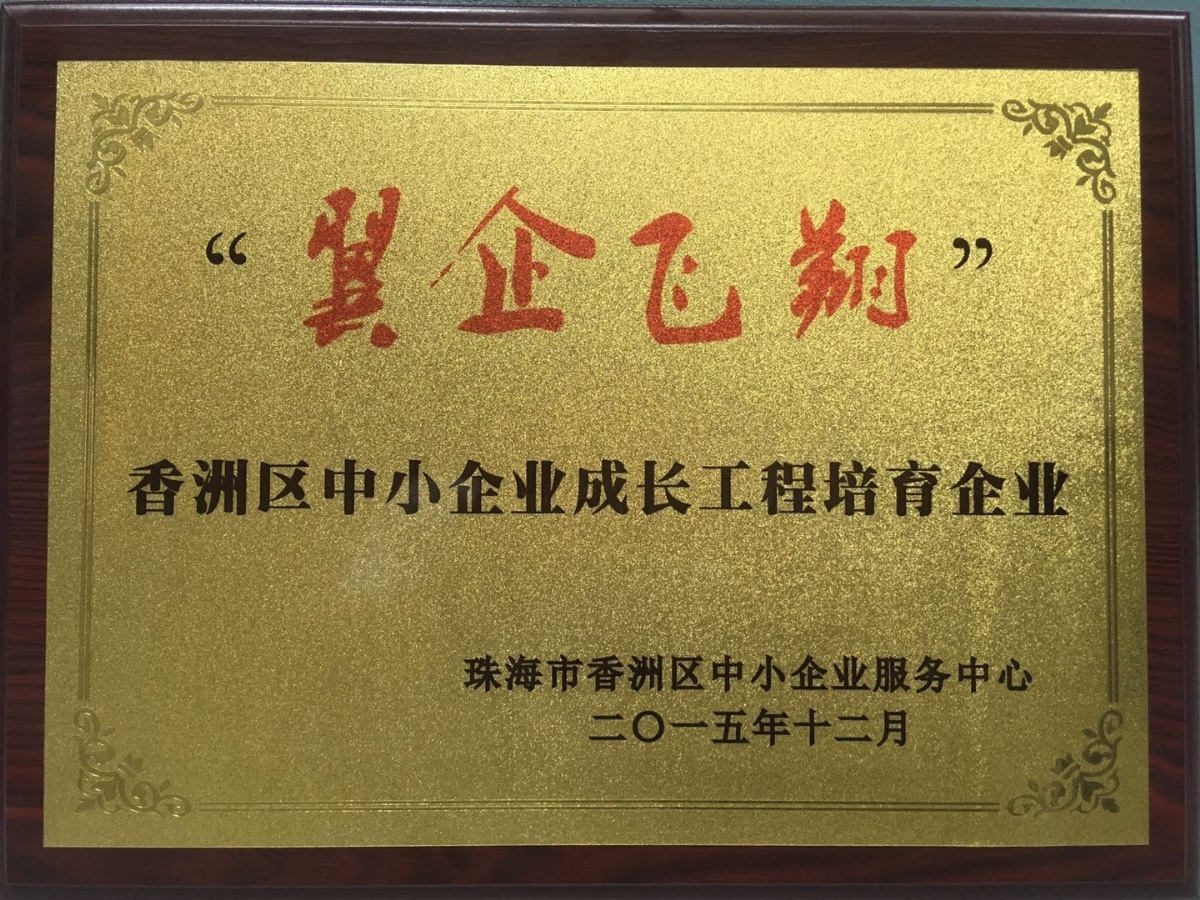 “翼企飞翔”
香洲区中小企业成长工程培育企业
珠海市香洲区中小企业服务中心
二〇一五年十二月